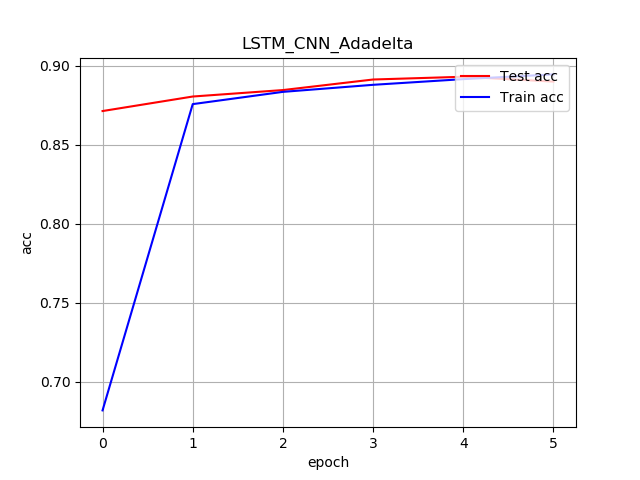 LSTM_CNN_Adadelta
0.90
0.85
0.80
0.75
0.70
acc
Test acc
Train acc
0 1 2 3 4 5
epoch